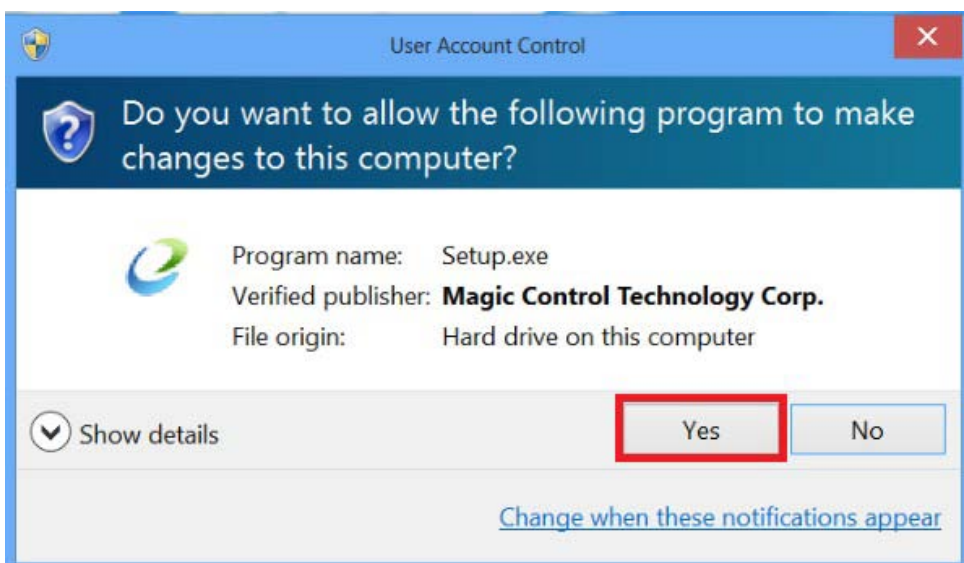 User Account Control
Do you want to allow the following program to make
changes to this computer?
Program name: Setup.exe
Verified publisher: Magic Control Technology Corp.
File origin: Hard drive on this computer
Show details
Yes
No
Change when these notifications appear